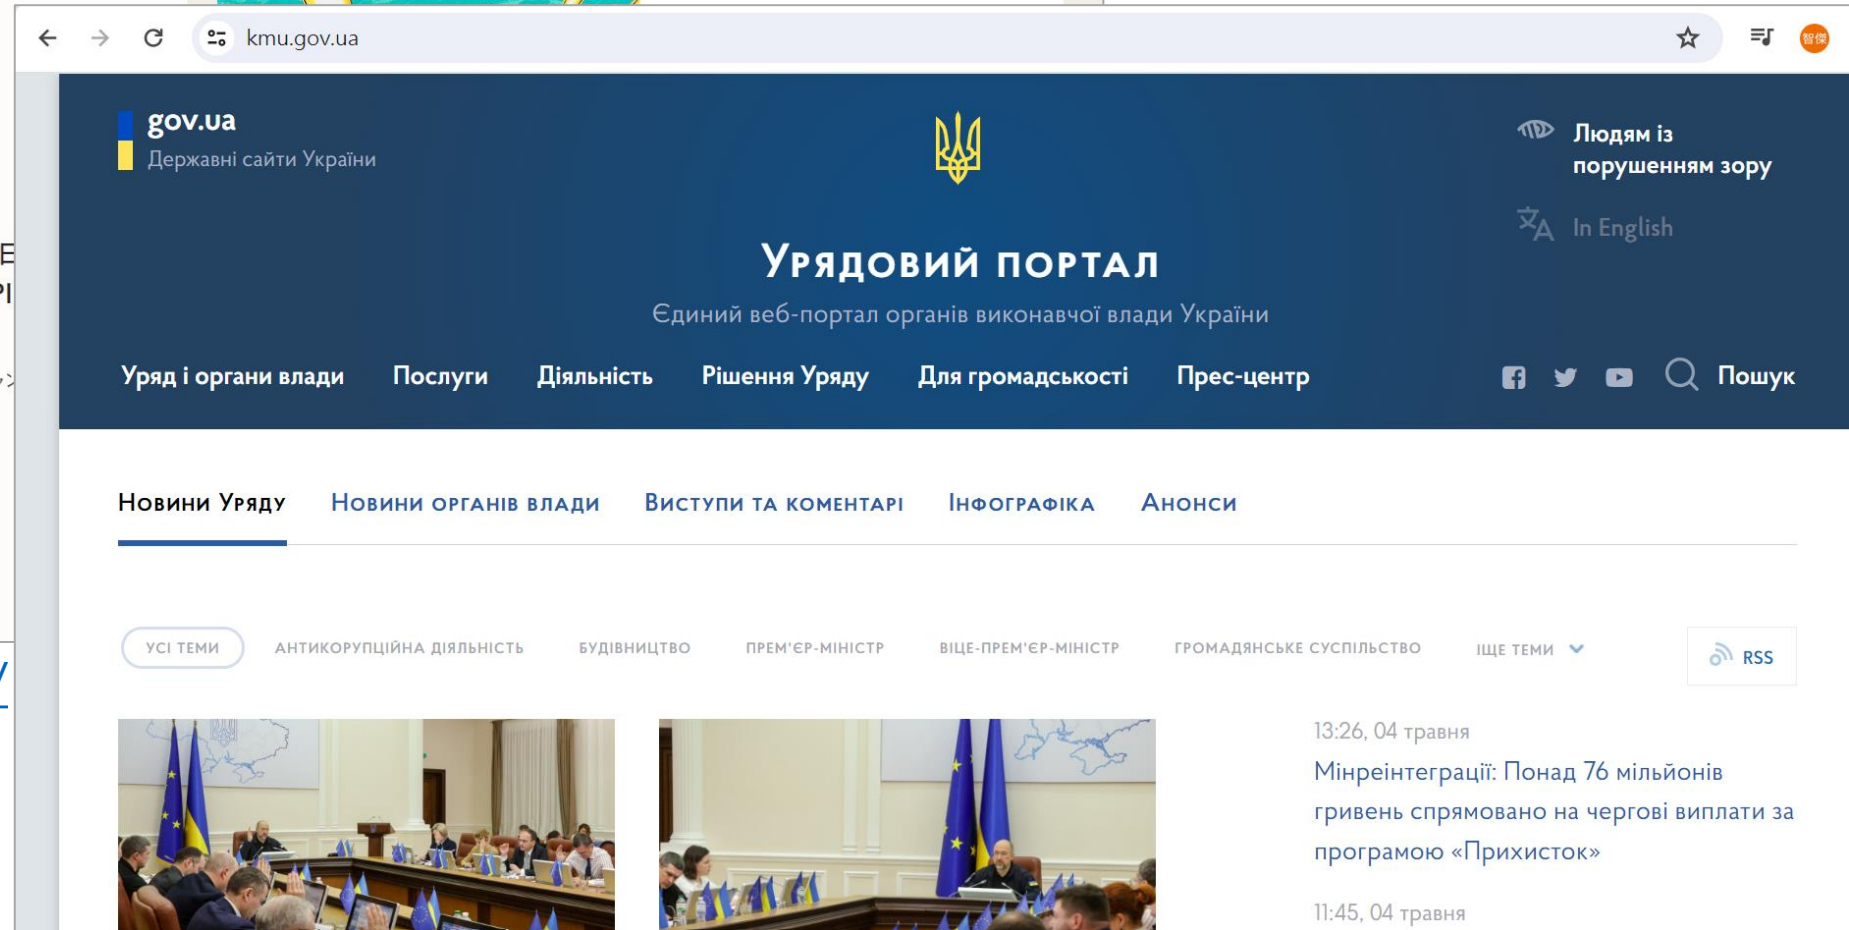 kmu.gov.ua
智傑
gov.ua
Державні сайти України
Людям із
порушенням зору
In English
Урядовий портал
Єдиний веб-портал органів виконавчої влади України
Уряд і органи влади
Послуги
Діяльність
Рішення Уряду
Для громадськості
Прес-центр
Пошук
Новини Уряду
Новини органів влади
Виступи та коментарі
Інфографіка
Анонси
УСІ ТЕМИ
АНТИКОРУПЦІЙНА ДІЯЛЬНІСТЬ
БУДІВНИЦТВО
ПРЕМ'ЄР-МІНІСТР
ВІЦЕ-ПРЕМ'ЄР-МІНІСТР
ГРОМАДЯНСЬКЕ СУСПІЛЬСТВО
ІЩЕ ТЕМИ
RSS
13:26, 04 травня
Мінреінтеграції: Понад 76 мільйонів
гривень спрямовано на чергові виплати за
програмою «Прихисток»
11:45, 04 травня